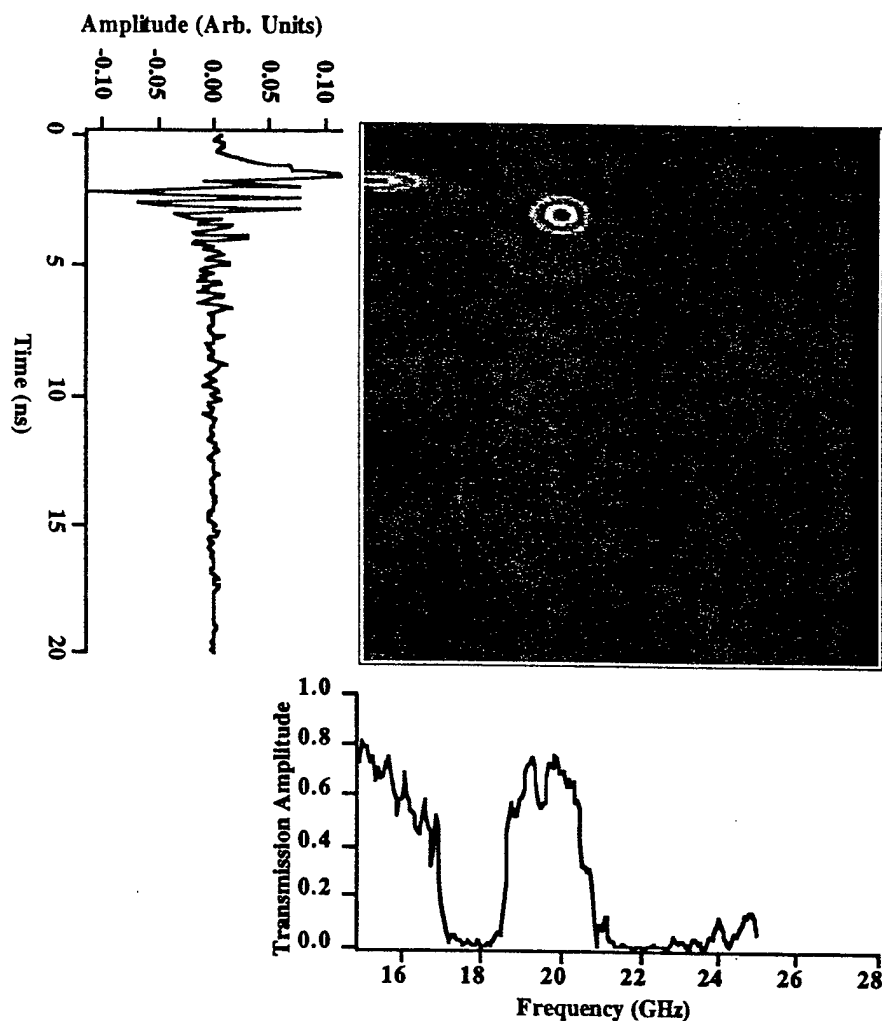 Amplitude (Arb. Units)
-0.10 -0.05 0.00 0.05 0.10
0
5
10
15
20
Time (ns)
1.0
0.8
0.6
0.4
0.2
0.0
Transmission Amplitude
16 18 20 22 24 26 28
Frequency (GHz)